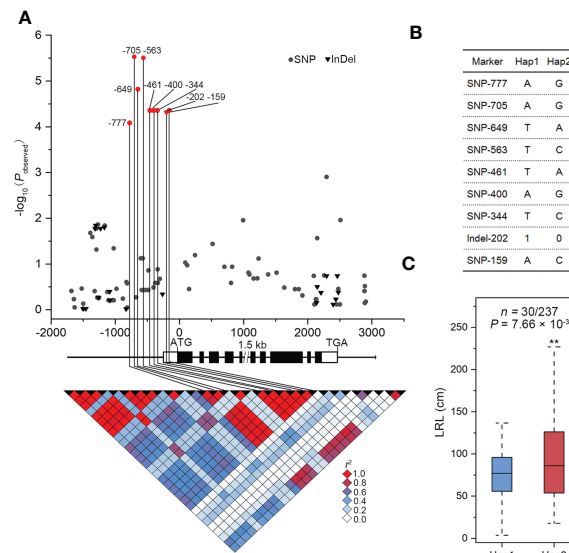 A
B
-log10 (Pobserved)
-6
-5
-4
-3
-2
-1
0
-705
-563
-649
-461
-400
-344
-202
-159
-777
SNP
InDel
-2000
-1000
0
1000
2000
3000
ATG
1.5 kb
TGA
r²
1.0
0.8
0.6
0.4
0.2
0.0
Marker Hap1 Hap2
SNP-777 A G
SNP-705 A G
SNP-649 T A
SNP-563 T C
SNP-461 T A
SNP-400 A G
SNP-344 T C
Indel-202 1 0
SNP-159 A C
C
n = 30/237
P = 7.66 × 10-3
**
LRL (cm)
250
200
150
100
50
0